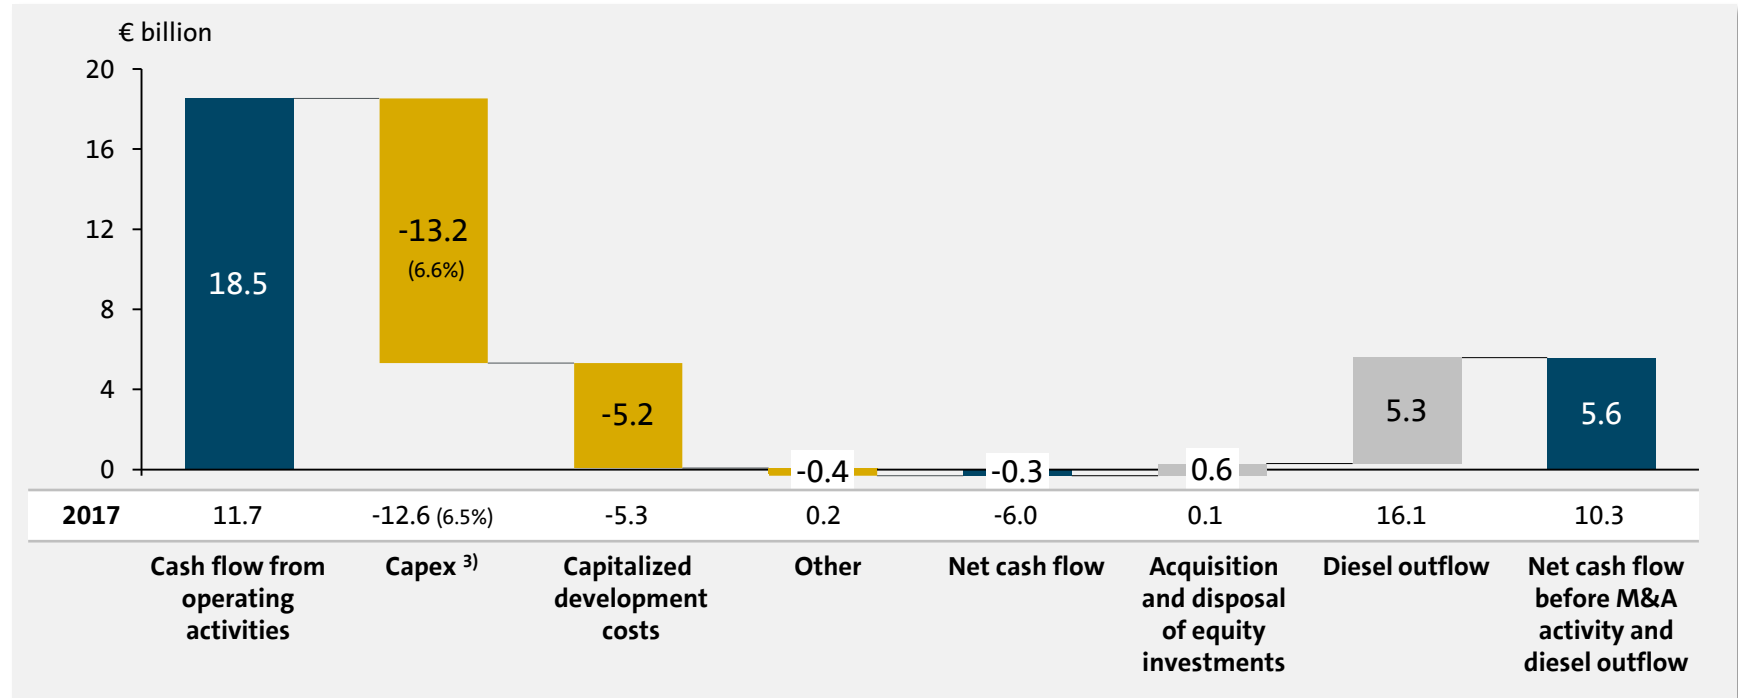 € billion
20
16
12
8
4
0
18.5
-13.2
(6.6%)
-5.2
-0.4
-0.3
0.6
5.3
5.6
2017 11.7 -12.6 (6.5%) -5.3 0.2 -6.0 0.1 16.1 10.3
Cash flow from
operating
activities
Capex 3)
Capitalized
development
costs
Other
Net cash flow
Acquisition
and disposal
of equity
investments
Diesel outflow
Net cash flow
before M&A
activity and
diesel outflow